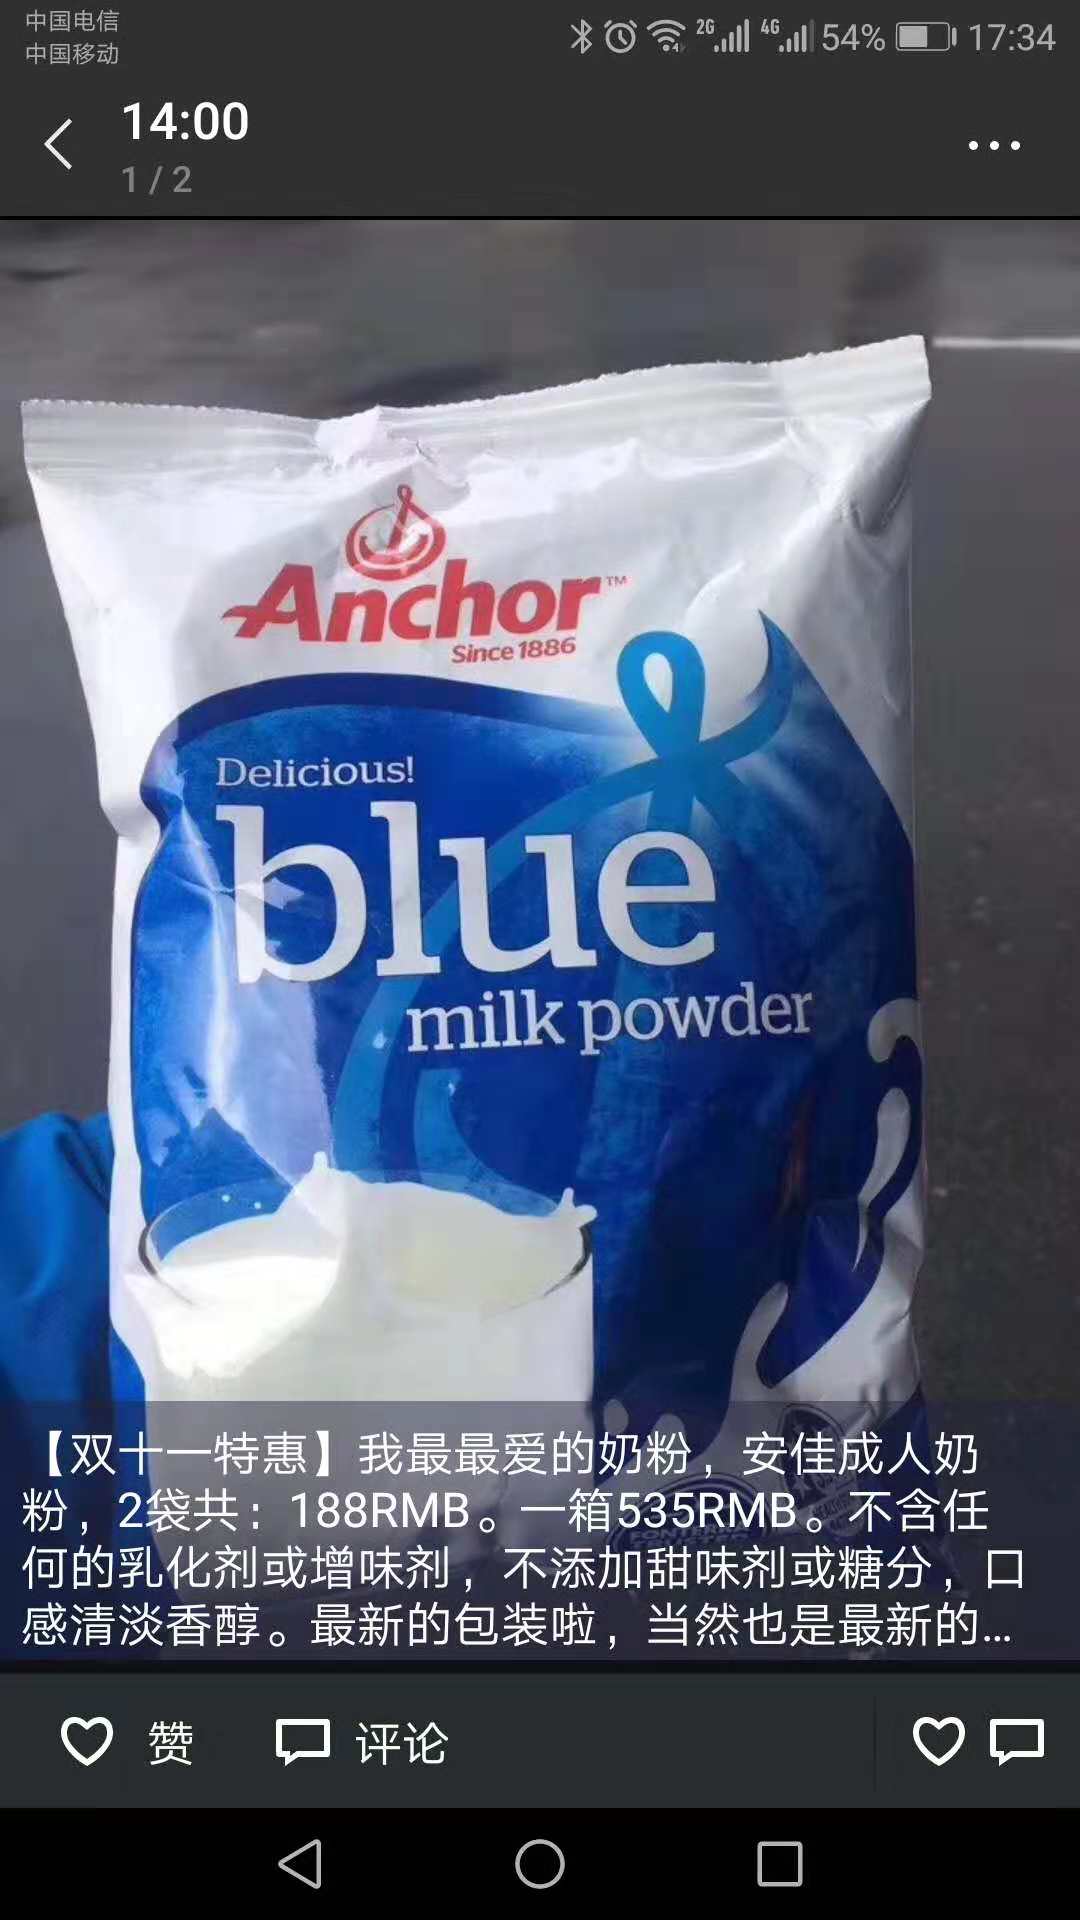 中国电信
中国移动
2G
4G
54%
17:34
14:00
1 / 2
Anchor™
Since 1886
Delicious!
blue
milk powder
【双十一特惠】我最最爱的奶粉，安佳成人奶
粉，2袋共：188RMB。一箱535RMB。不含任
何的乳化剂或增味剂，不添加甜味剂或糖分，口
感清淡香醇。最新的包装啦，当然也是最新的...
赞
评论